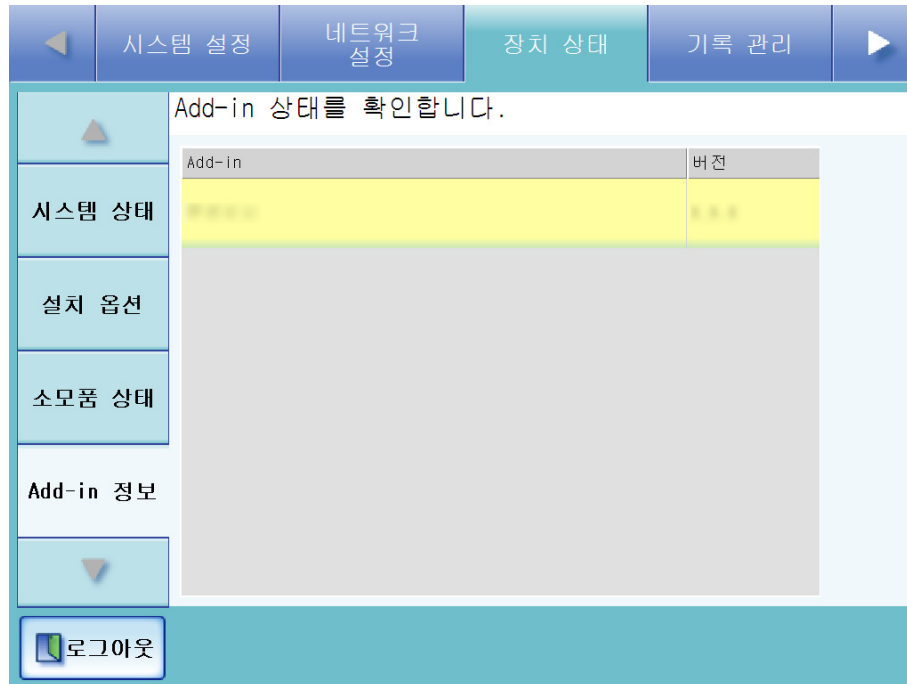 시스템 설정
네트워크
설정
장치 상태
기록 관리
Add-in 상태를 확인합니다.
Add-in 버전
시스템 상태
설치 옵션
소모품 상태
Add-in 정보
로그아웃